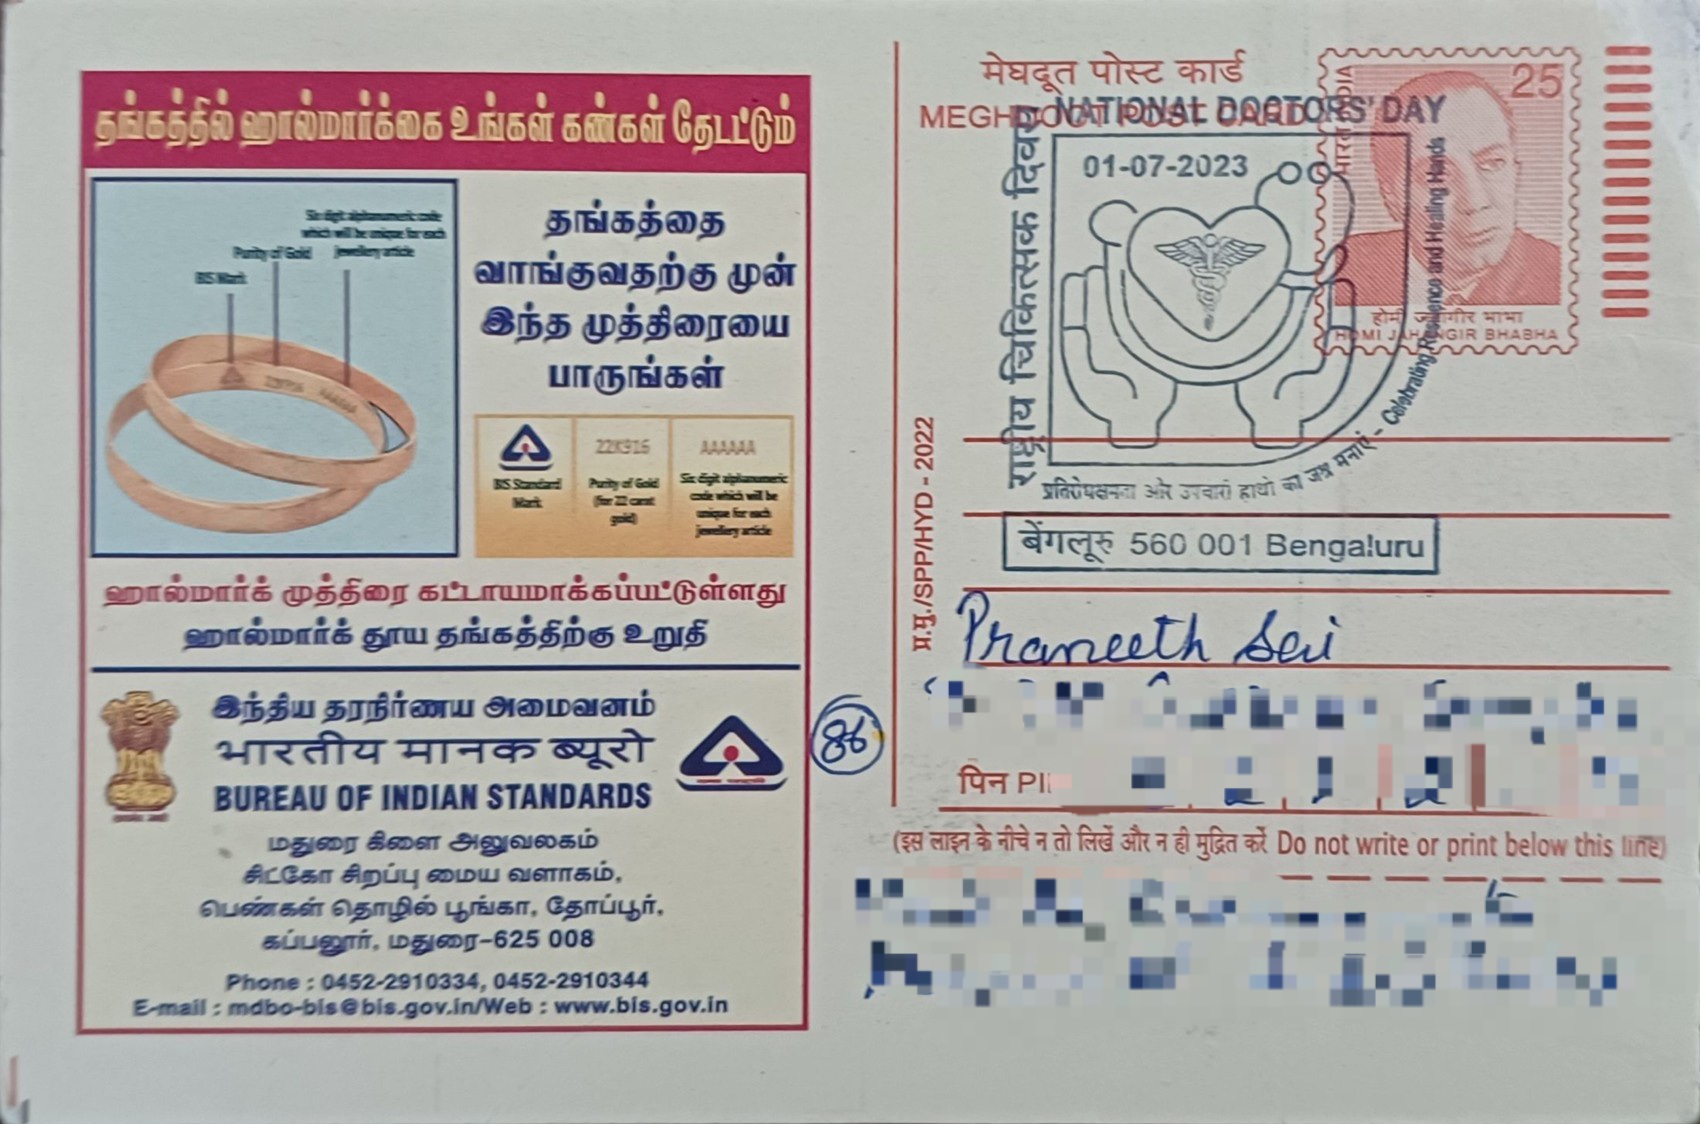 தங்கத்தில் ஹால்மார்க்கை உங்கள் கண்கள் தேடட்டும்
Six digit alphanumeric code
which will be unique for each
jewellery article
Purity of Gold
BIS Mark
22K916 AAAAAA
தங்கத்தை
வாங்குவதற்கு முன்
இந்த முத்திரையை
பாருங்கள்
BIS Standard
Mark
22K916
Purity of Gold
(for 22 carat
gold)
AAAAAA
Six digit alphanumeric
code which will be
unique for each
jewellery article
ஹால்மார்க் முத்திரை கட்டாயமாக்கப்பட்டுள்ளது
ஹால்மார்க் தூய தங்கத்திற்கு உறுதி
இந்திய தரநிர்ணய அமைவனம்
भारतीय मानक ब्यूरो
BUREAU OF INDIAN STANDARDS
மதுரை கிளை அலுவலகம்
சிட்கோ சிறப்பு மைய வளாகம்,
பெண்கள் தொழில் பூங்கா, தோப்பூர்,
கப்பலூர், மதுரை-625 008
Phone : 0452-2910334, 0452-2910344
E-mail : mdbo-bis@bis.gov.in/Web : www.bis.gov.in
86
मेघदूत पोस्ट कार्ड
MEGHDOOT POST CARD
25
भारत INDIA
होमी जहाँगीर भाभा
HOMI JAHANGIR BHABHA
NATIONAL DOCTORS' DAY
राष्ट्रीय चिकित्सक दिवस
01-07-2023
प्रतिरोधक्षमता और उपचारी हाथों का जश्न मनाएं - Celebrating Resilience and Healing Hands
बेंगलूरु 560 001 Bengaluru
प्र.मु./SPP/HYD - 2022
Praneeth Sai
पिन
(इस लाइन के नीचे न तो लिखें और न ही मुद्रित करें Do not write or print below this line)